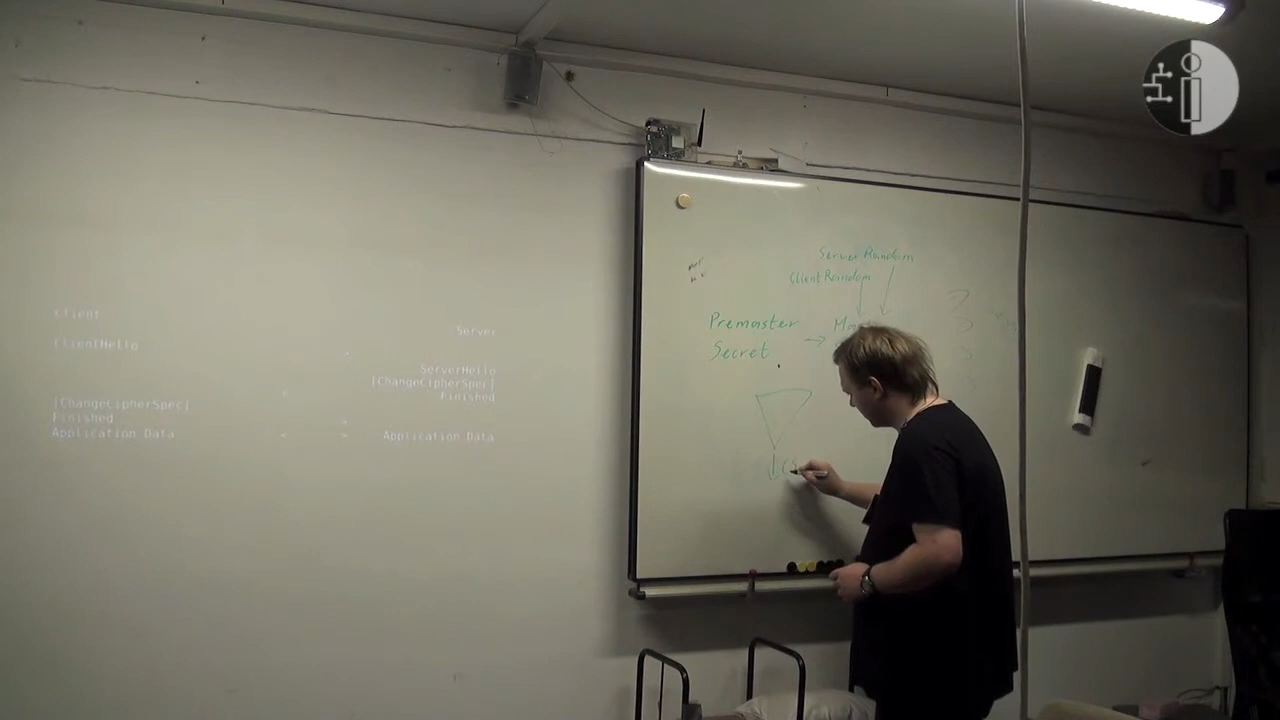 Client
Server
ClientHello
ServerHello
[ChangeCipherSpec]
Finished
[ChangeCipherSpec[
Finished
Application Data < > Application Data
Server Random
Client Random
Premaster
Secret